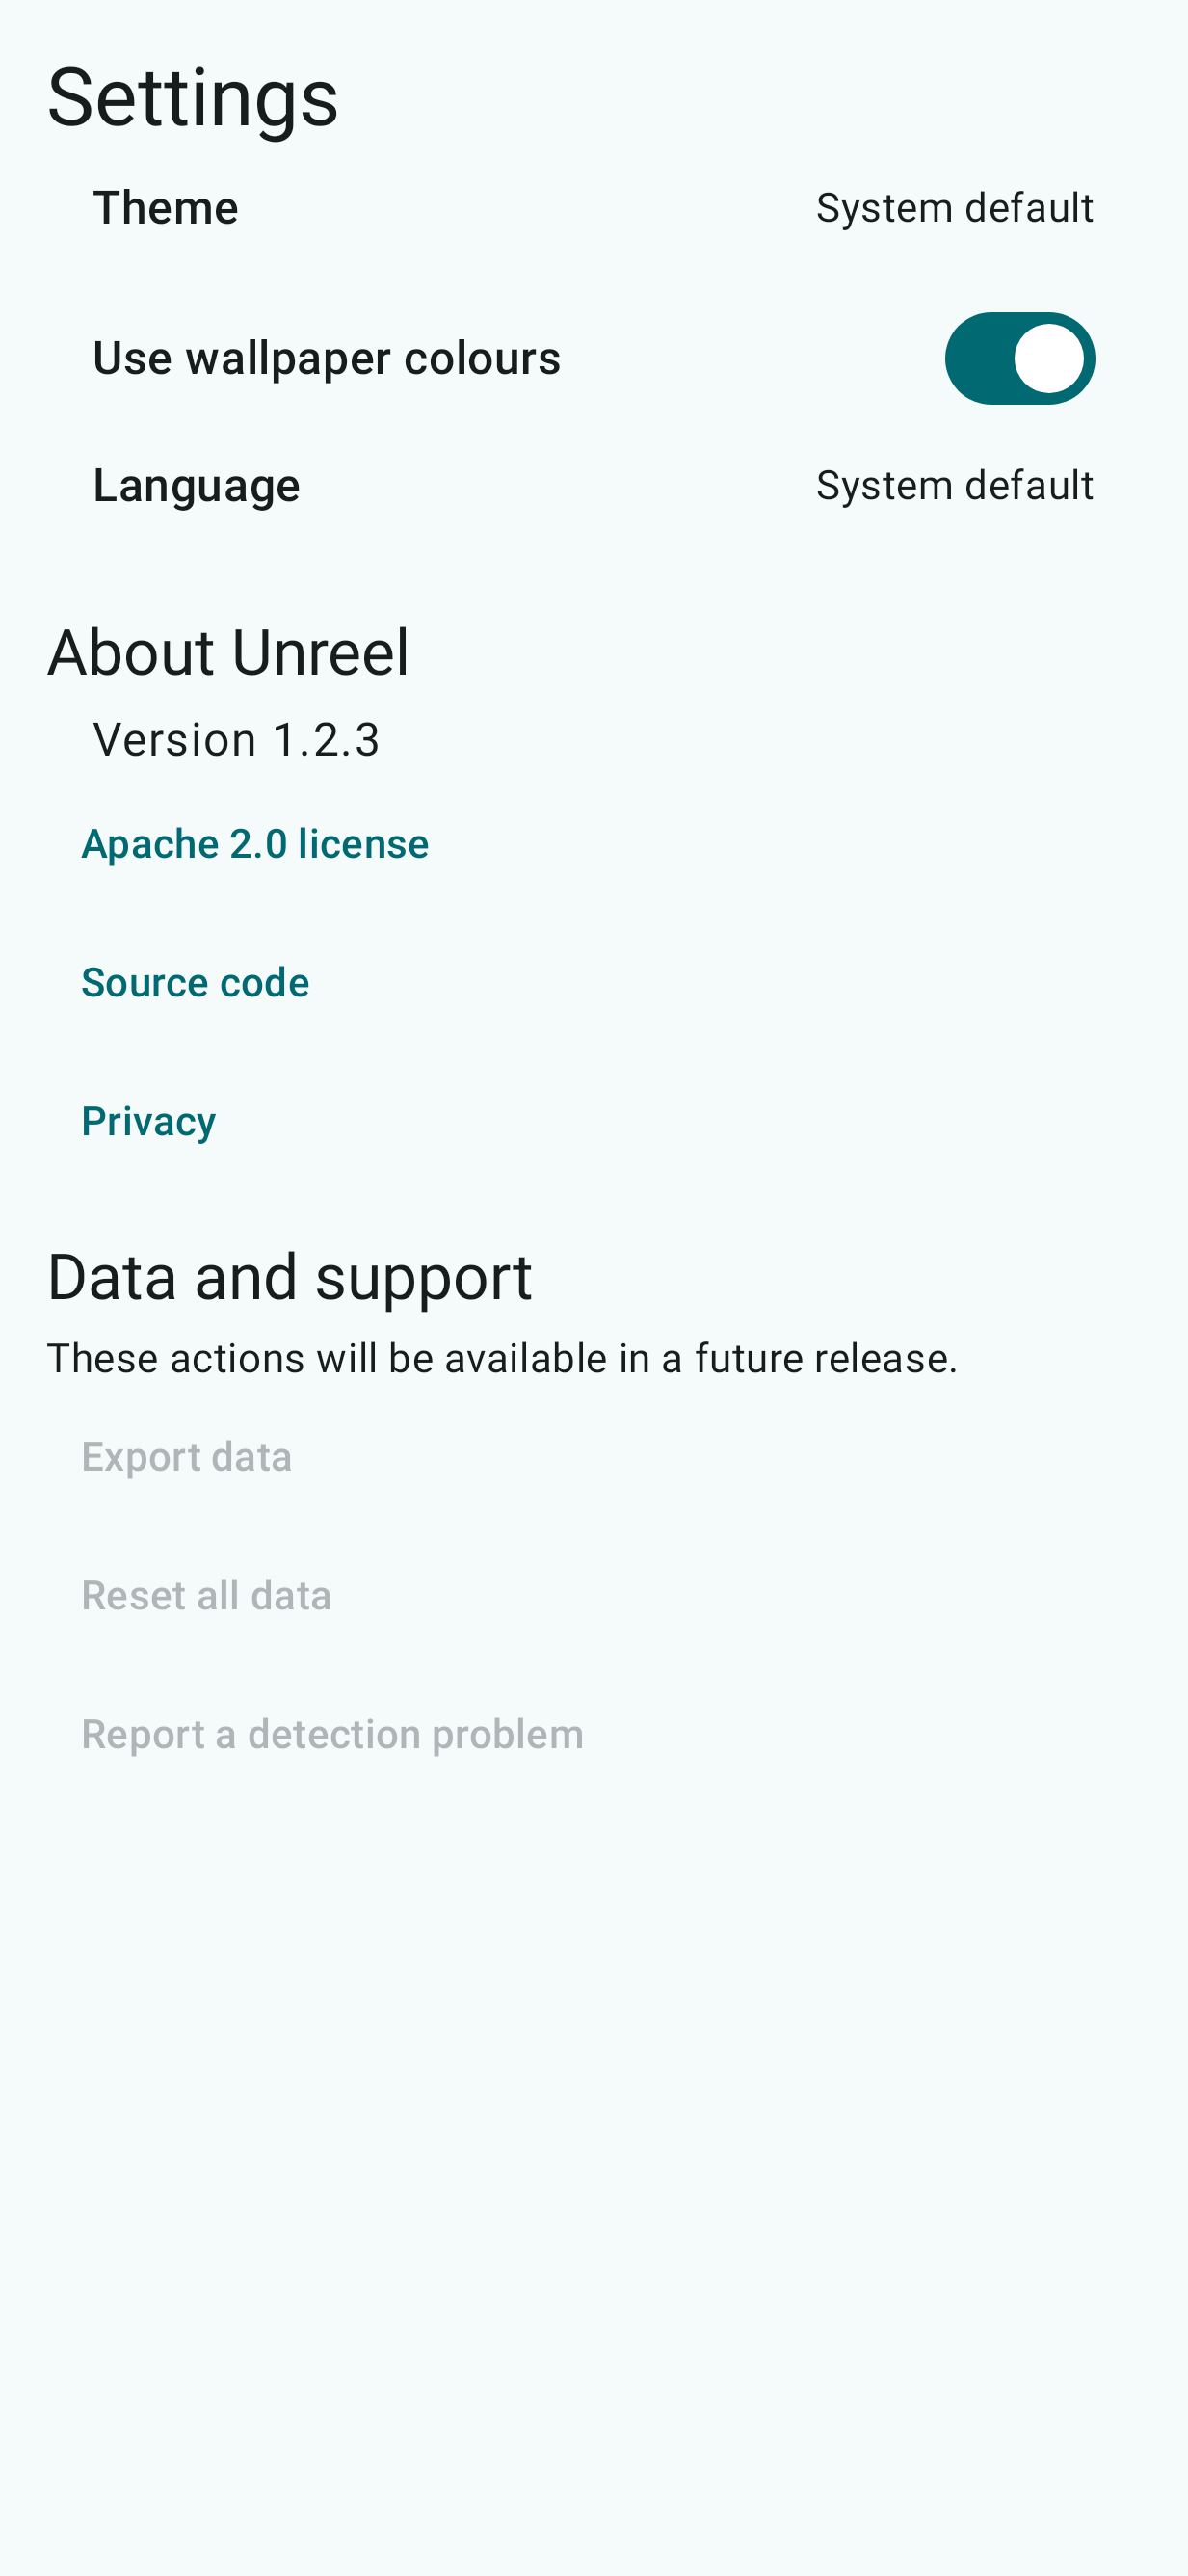 Settings
Theme System default
Use wallpaper colours
Language System default
About Unreel
Version 1.2.3
Apache 2.0 license
Source code
Privacy
Data and support
These actions will be available in a future release.
Export data
Reset all data
Report a detection problem